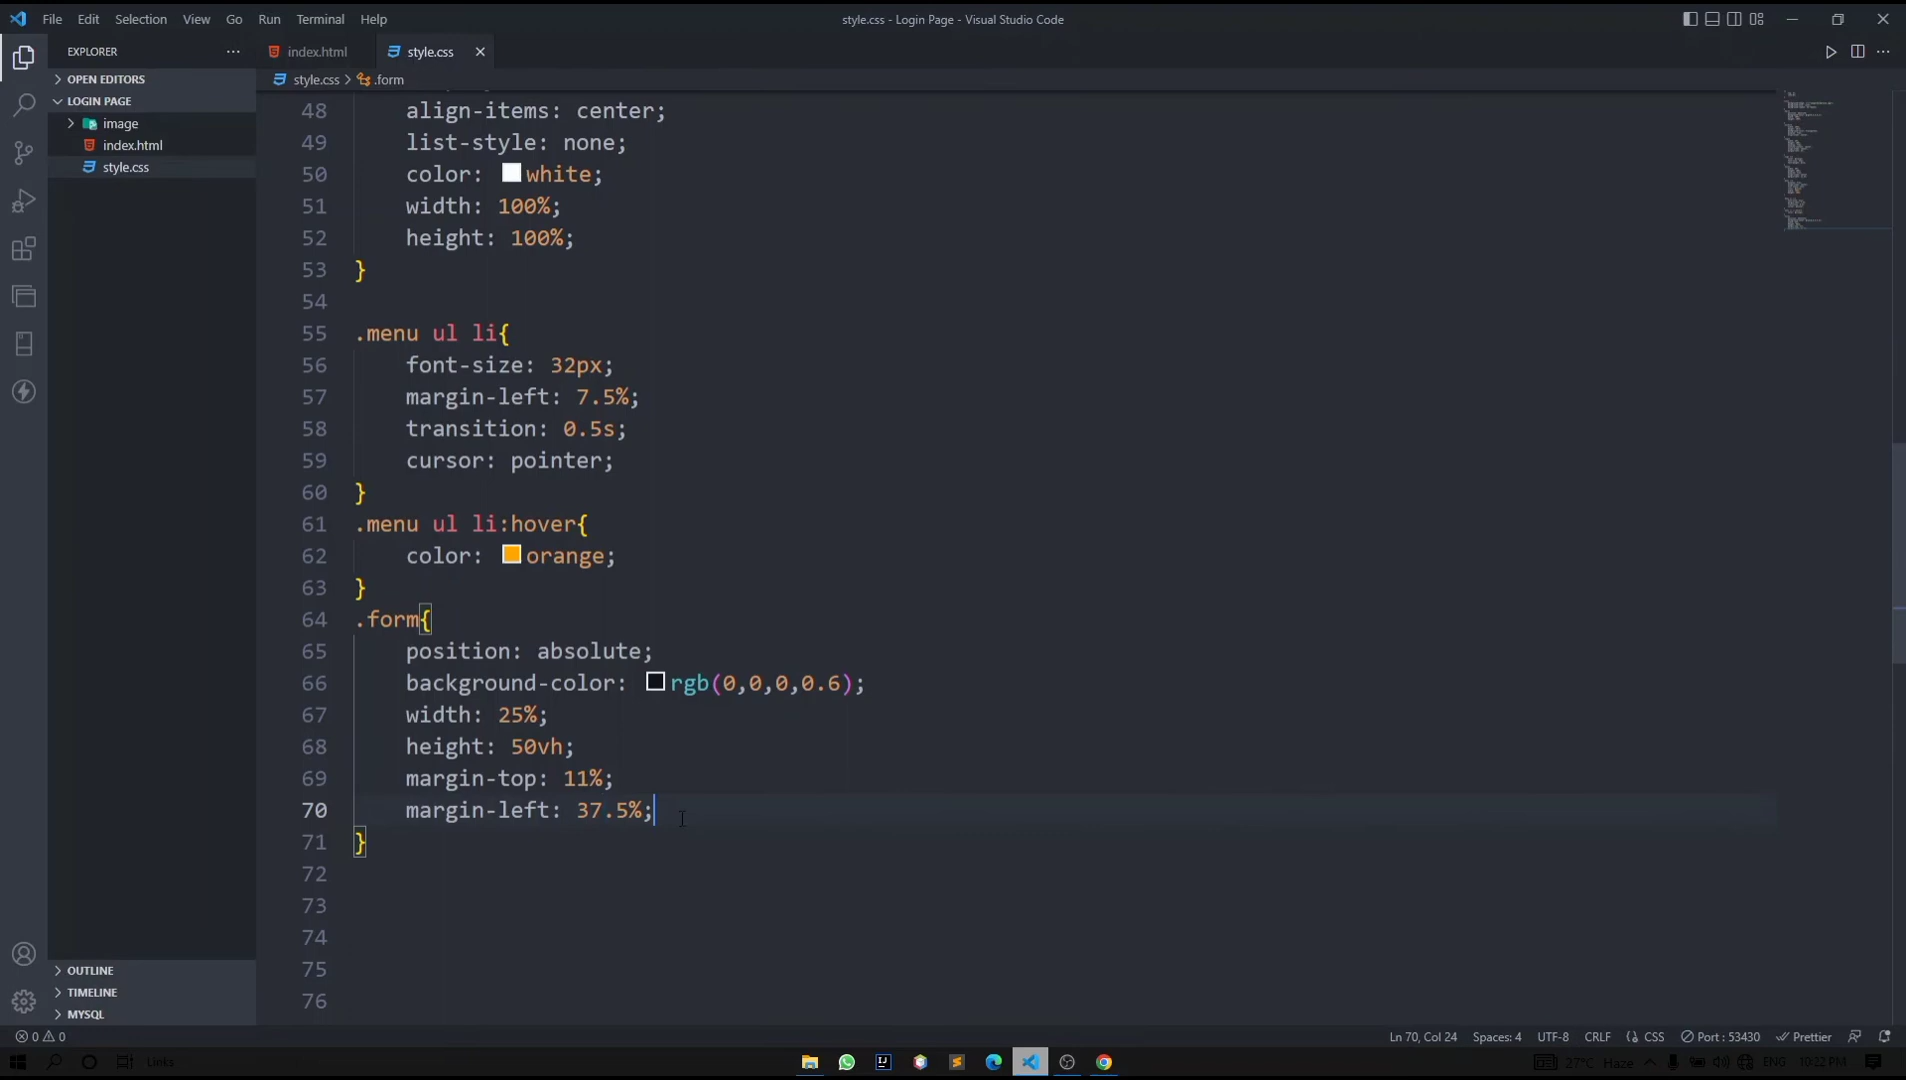 File Edit Selection View Go Run Terminal Help
style.css - Login Page - Visual Studio Code
EXPLORER
index.html
style.css
OPEN EDITORS
LOGIN PAGE
image
index.html
style.css
style.css > .form
48 align-items: center;
49 list-style: none;
50 color: white;
51 width: 100%;
52 height: 100%;
53 }
54
55 .menu ul li{
56 font-size: 32px;
57 margin-left: 7.5%;
58 transition: 0.5s;
59 cursor: pointer;
60 }
61 .menu ul li:hover{
62 color: orange;
63 }
64 .form{
65 position: absolute;
66 background-color: rgb(0,0,0,0.6);
67 width: 25%;
68 height: 50vh;
69 margin-top: 11%;
70 margin-left: 37.5%;
71 }
72
73
74
75
76
OUTLINE
TIMELINE
MYSQL
0 0
Ln 70, Col 24 Spaces: 4 UTF-8 CRLF {} CSS Port : 53430 Prettier
Links
27°C Haze ENG 10:22 PM